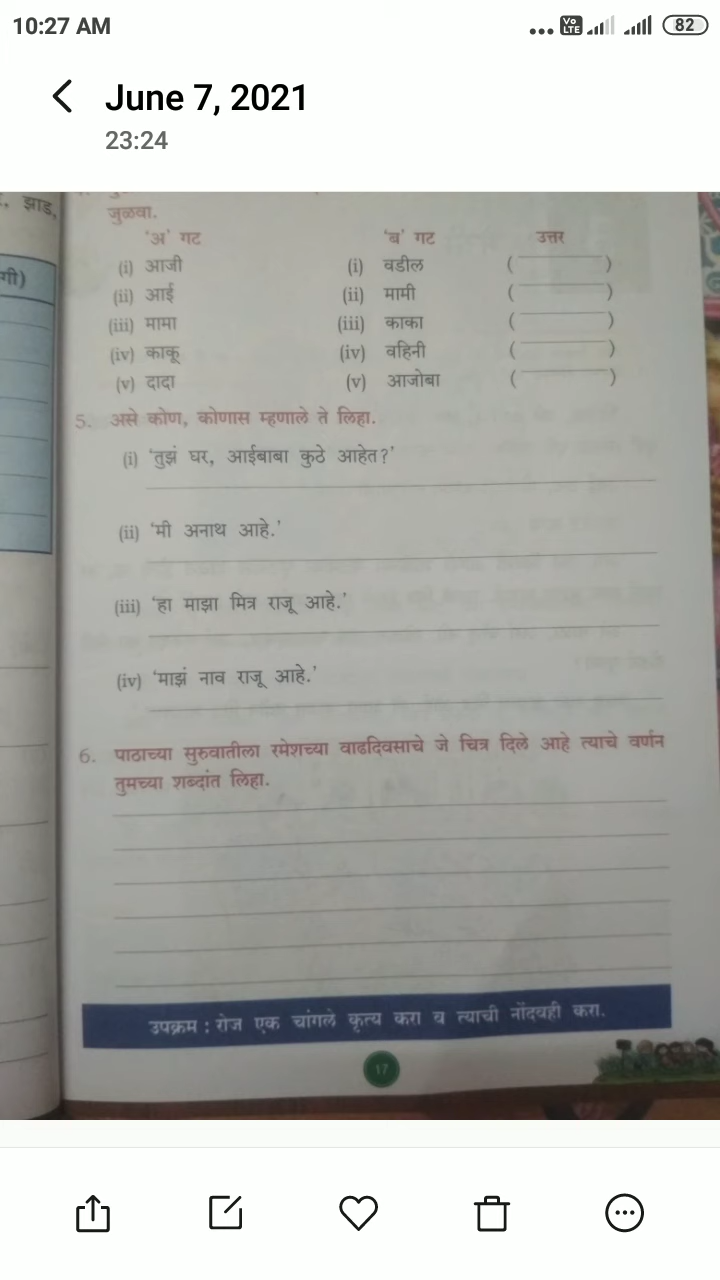 10:27 AM
Vo LTE 82
June 7, 2021
23:24
झाड,
गी)
जुळवा.
'अ' गट 'ब' गट उत्तर
(i) आजी (i) वडील ( )
(ii) आई (ii) मामी ( )
(iii) मामा (iii) काका ( )
(iv) काकू (iv) वहिनी ( )
(v) दादा (v) आजोबा ( )
5. असे कोण, कोणास म्हणाले ते लिहा.
(i) 'तुझं घर, आईबाबा कुठे आहेत?'
(ii) 'मी अनाथ आहे.'
(iii) 'हा माझा मित्र राजू आहे.'
(iv) 'माझं नाव राजू आहे.'
6. पाठाच्या सुरुवातीला रमेशच्या वाढदिवसाचे जे चित्र दिले आहे त्याचे वर्णन
तुमच्या शब्दांत लिहा.
उपक्रम : रोज एक चांगले कृत्य करा व त्याची नोंदवही करा.
17